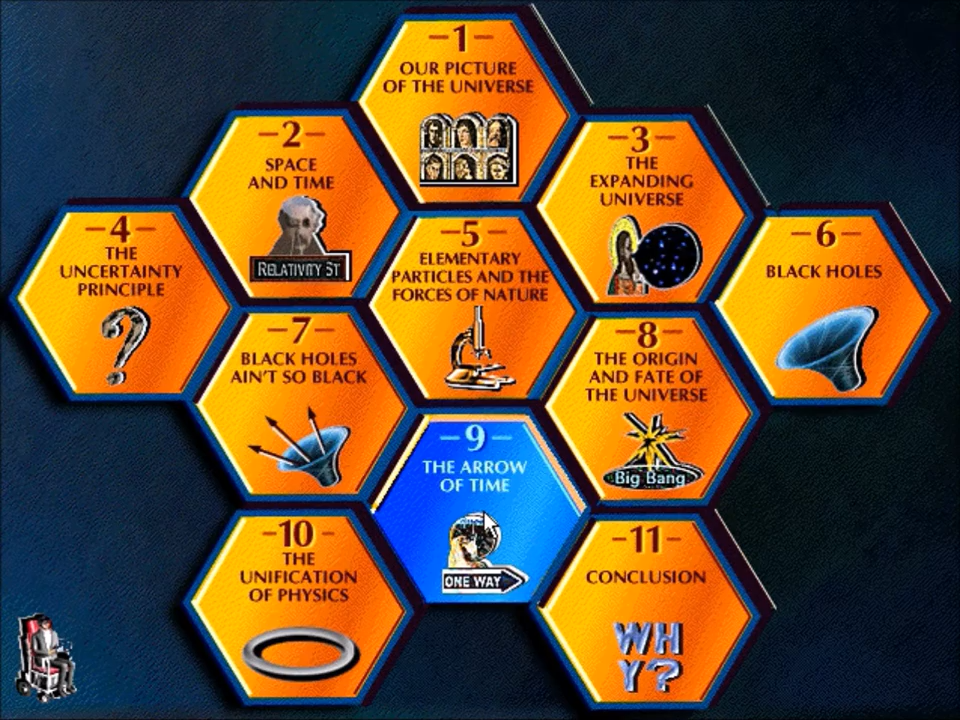 -1-
OUR PICTURE
OF THE UNIVERSE
-2-
SPACE
AND TIME
RELATIVITY ST
-3-
THE
EXPANDING
UNIVERSE
-4-
THE
UNCERTAINTY
PRINCIPLE
-5-
ELEMENTARY
PARTICLES AND THE
FORCES OF NATURE
-6-
BLACK HOLES
-7-
BLACK HOLES
AIN'T SO BLACK
-8-
THE ORIGIN
AND FATE OF
THE UNIVERSE
Big Bang
-9-
THE ARROW
OF TIME
ONE WAY
-10-
THE
UNIFICATION
OF PHYSICS
-11-
CONCLUSION
WH
Y?